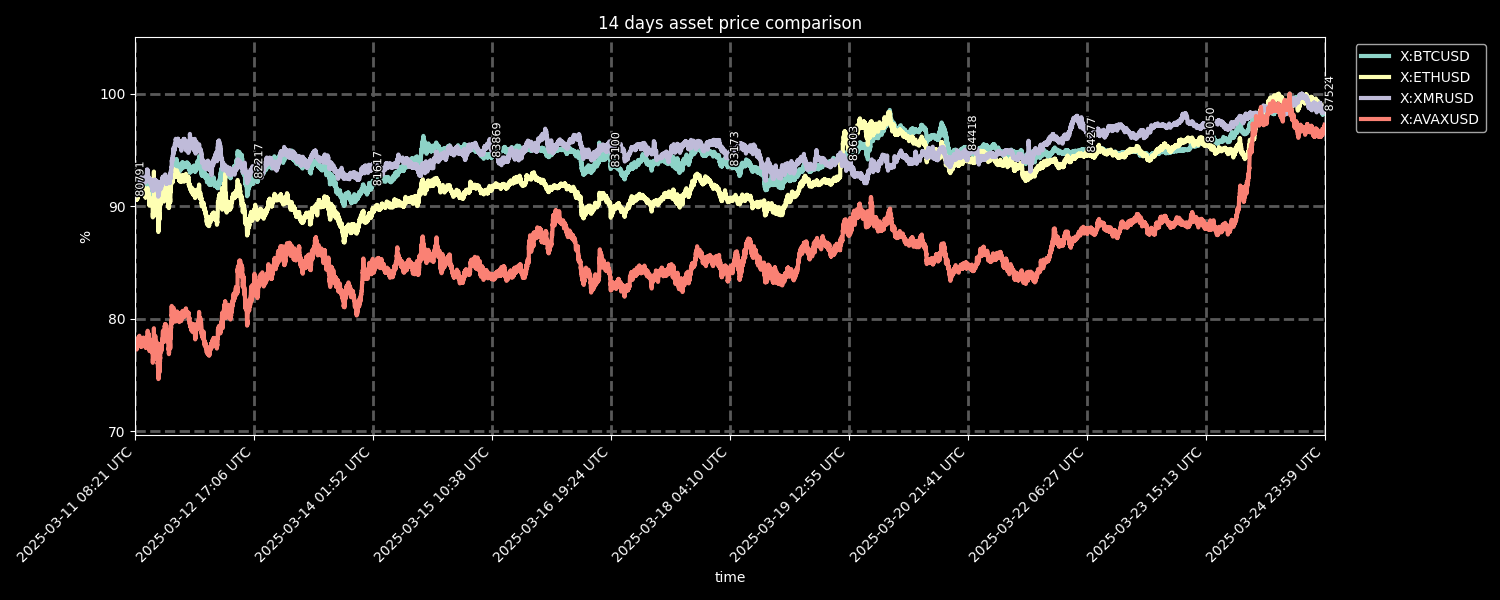 14 days asset price comparison
X:BTCUSD
X:ETHUSD
X:XMRUSD
X:AVAXUSD
100
90
80
70
%
80791
82217
81617
83869
83100
83173
83603
84418
84277
85050
87524
2025-03-11 08:21 UTC
2025-03-12 17:06 UTC
2025-03-14 01:52 UTC
2025-03-15 10:38 UTC
2025-03-16 19:24 UTC
2025-03-18 04:10 UTC
2025-03-19 12:55 UTC
2025-03-20 21:41 UTC
2025-03-22 06:27 UTC
2025-03-23 15:13 UTC
2025-03-24 23:59 UTC
time